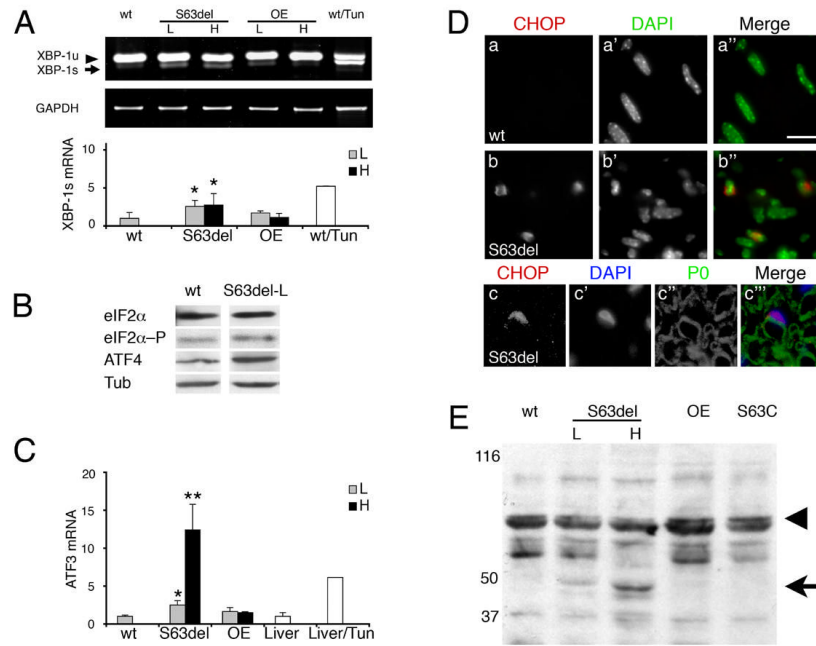 A
wt S63del OE wt/Tun
L H L H
XBP-1u
XBP-1s
GAPDH
XBP-1s mRNA
10
5
0
* *
L
H
wt S63del OE wt/Tun
B
wt S63del-L
eIF2α
eIF2α–P
ATF4
Tub
C
ATF3 mRNA
20
15
10
5
0
* **
L
H
wt S63del OE Liver Liver/Tun
D
CHOP DAPI Merge
a a' a''
wt
b b' b''
S63del
CHOP DAPI P0 Merge
c c' c'' c'''
S63del
E
wt S63del OE S63C
L H
116
50
37